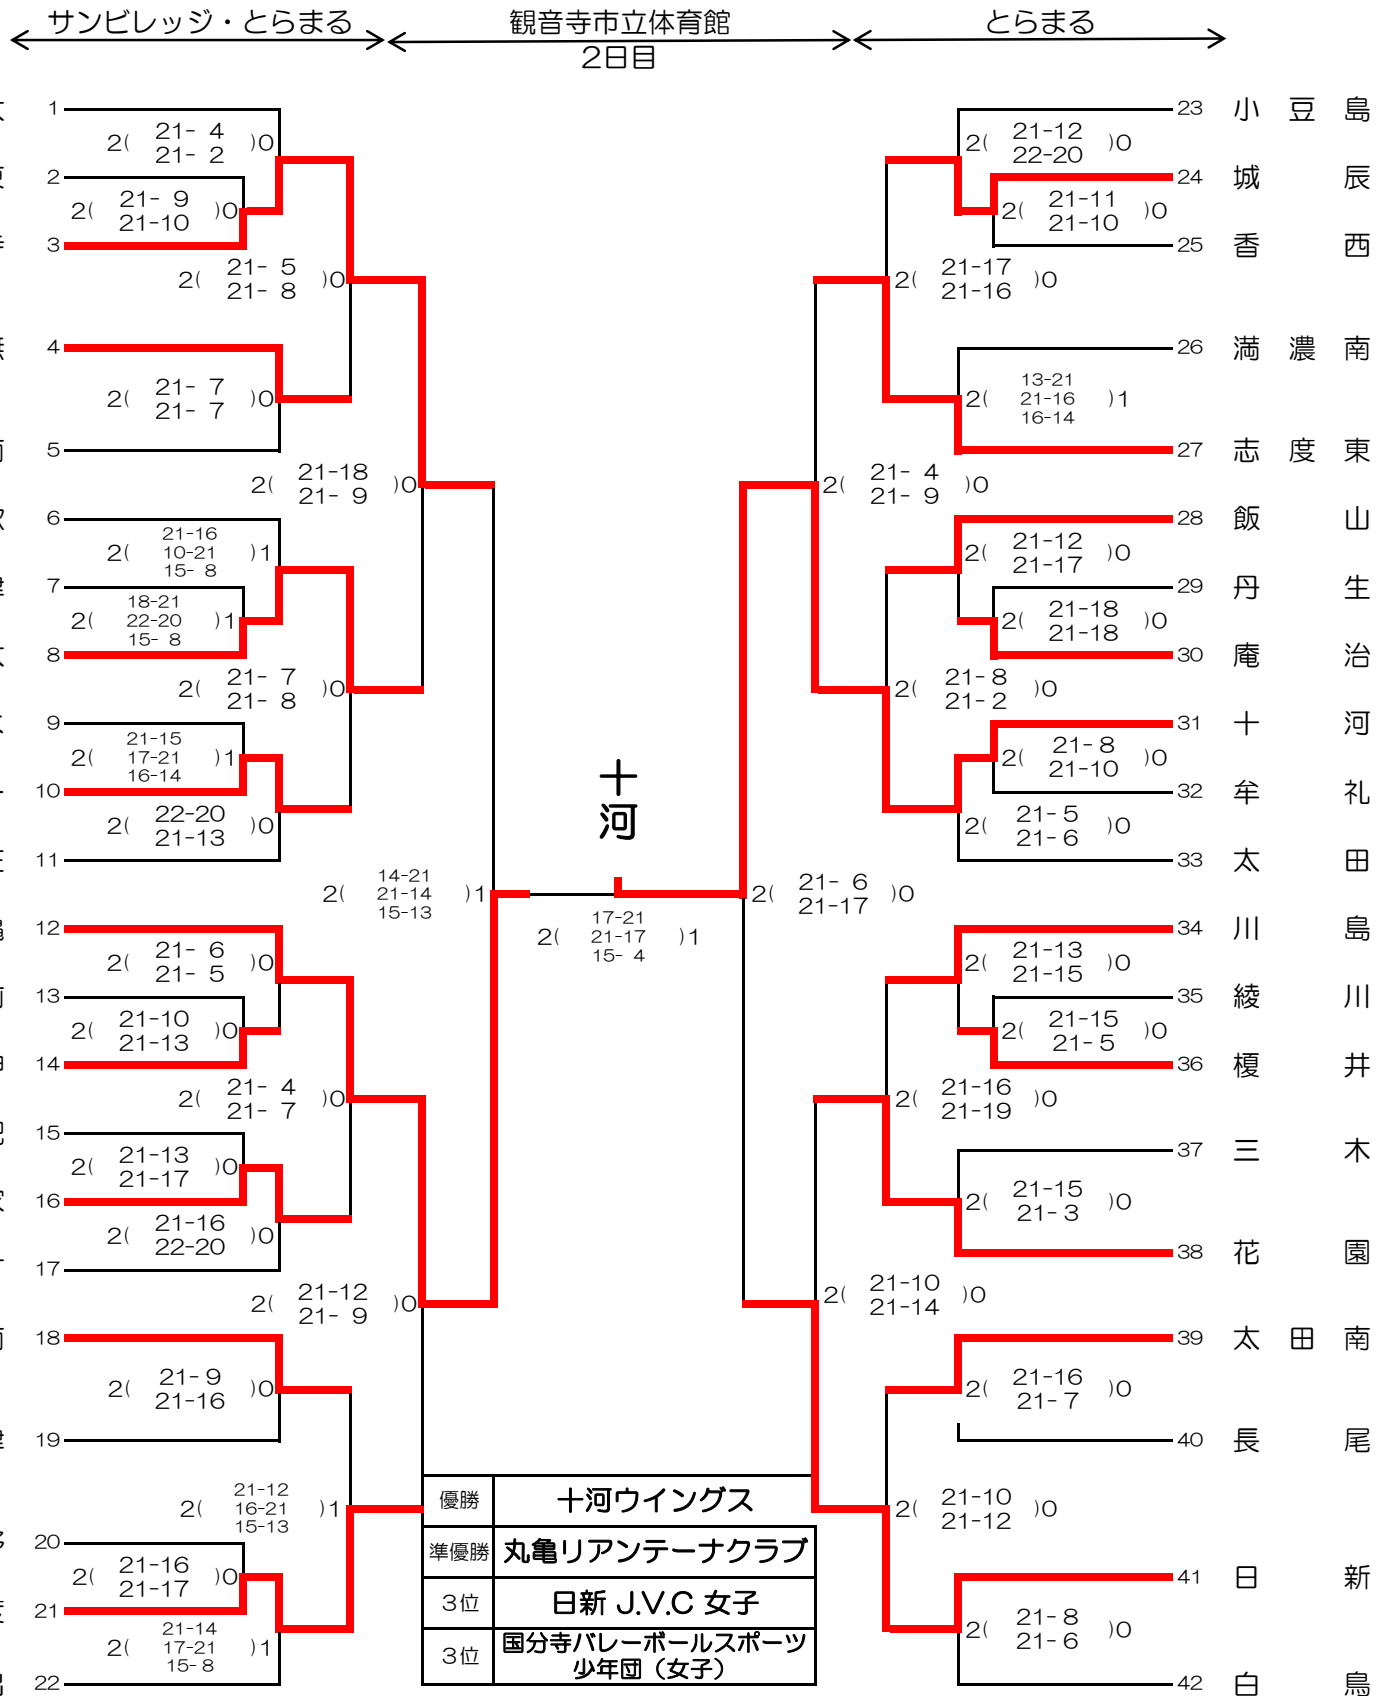 サンビレッジ・とらまる
観音寺市立体育館
とらまる
2日目
1
2( 21- 4 )0
21- 2
2
2( 21- 9 )0
21-10
3
2( 21- 5 )0
21- 8
4
2( 21- 7 )0
21- 7
5
2( 21-18 )0
21- 9
6
21-16
2( 10-21 )1
15- 8
7
18-21
2( 22-20 )1
15- 8
8
2( 21- 7 )0
21- 8
9
21-15
2( 17-21 )1
16-14
10
2( 22-20 )0
21-13
11
14-21
2( 21-14 )1
15-13
12
2( 21- 6 )0
21- 5
13
2( 21-10 )0
21-13
14
2( 21- 4 )0
21- 7
15
2( 21-13 )0
21-17
16
2( 21-16 )0
22-20
17
2( 21-12 )0
21- 9
18
2( 21- 9 )0
21-16
19
21-12
2( 16-21 )1
15-13
20
2( 21-16 )0
21-17
21
21-14
2( 17-21 )1
15-8
22
十河
17-21
2( 21-17 )1
15- 4
優勝 十河ウイングス
準優勝 丸亀リアンテーナクラブ
3位 日新 J.V.C 女子
3位 国分寺バレーボールスポーツ
少年団（女子）
23 小豆島
2( 21-12 )0
22-20
24 城辰
2( 21-11 )0
21-10
25 香西
2( 21-17 )0
21-16
26 満濃南
13-21
2( 21-16 )1
16-14
27 志度東
2( 21- 4 )0
21- 9
28 飯山
2( 21-12 )0
21-17
29 丹生
2( 21-18 )0
21-18
30 庵治
2( 21-8 )0
21-2
31 十河
2( 21-8 )0
21-10
32 牟礼
2( 21-5 )0
21-6
33 太田
2( 21- 6 )0
21-17
34 川島
2( 21-13 )0
21-15
35 綾川
2( 21-15 )0
21-5
36 榎井
2( 21-16 )0
21-19
37 三木
2( 21-15 )0
21-3
38 花園
2( 21-10 )0
21-14
39 太田南
2( 21-16 )0
21-7
40 長尾
2( 21-10 )0
21-12
41 日新
2( 21-8 )0
21-6
42 白鳥